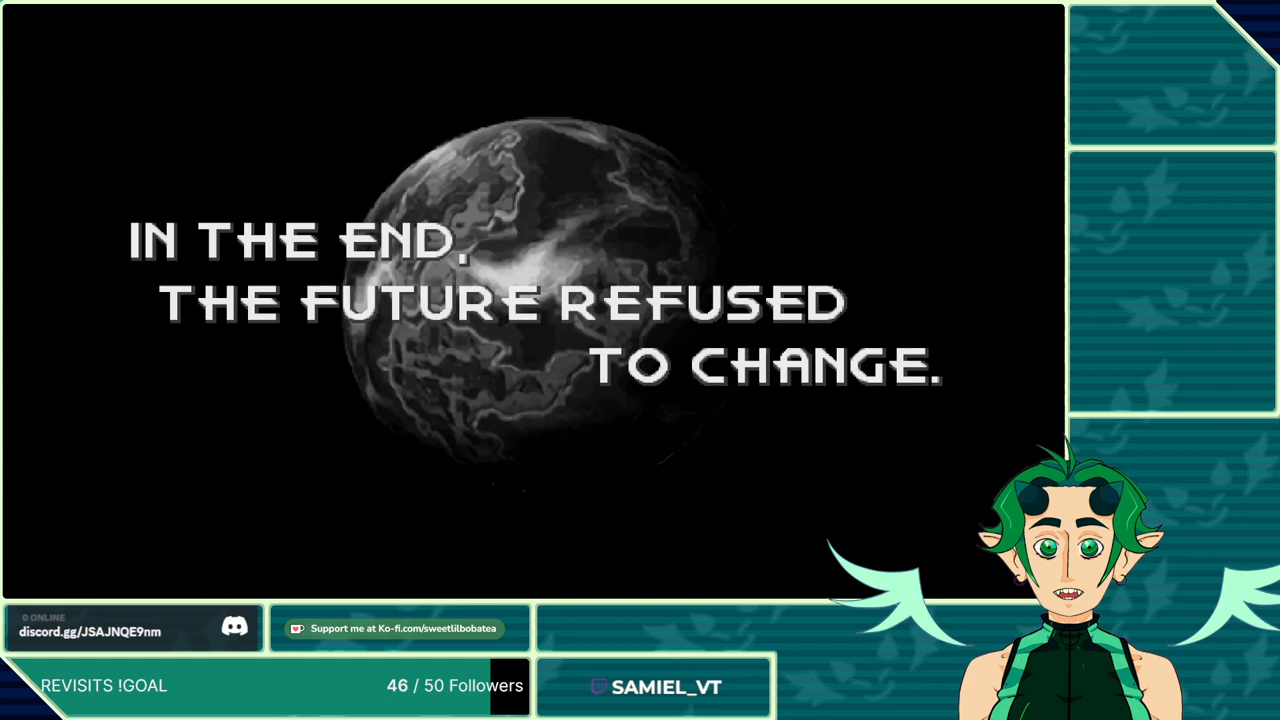 IN THE END,
THE FUTURE REFUSED
TO CHANGE.
0 ONLINE
discord.gg/JSAJNQE9nm
Support me at Ko-fi.com/sweetlilbobatea
REVISITS !GOAL
46 / 50 Followers
SAMIEL_VT